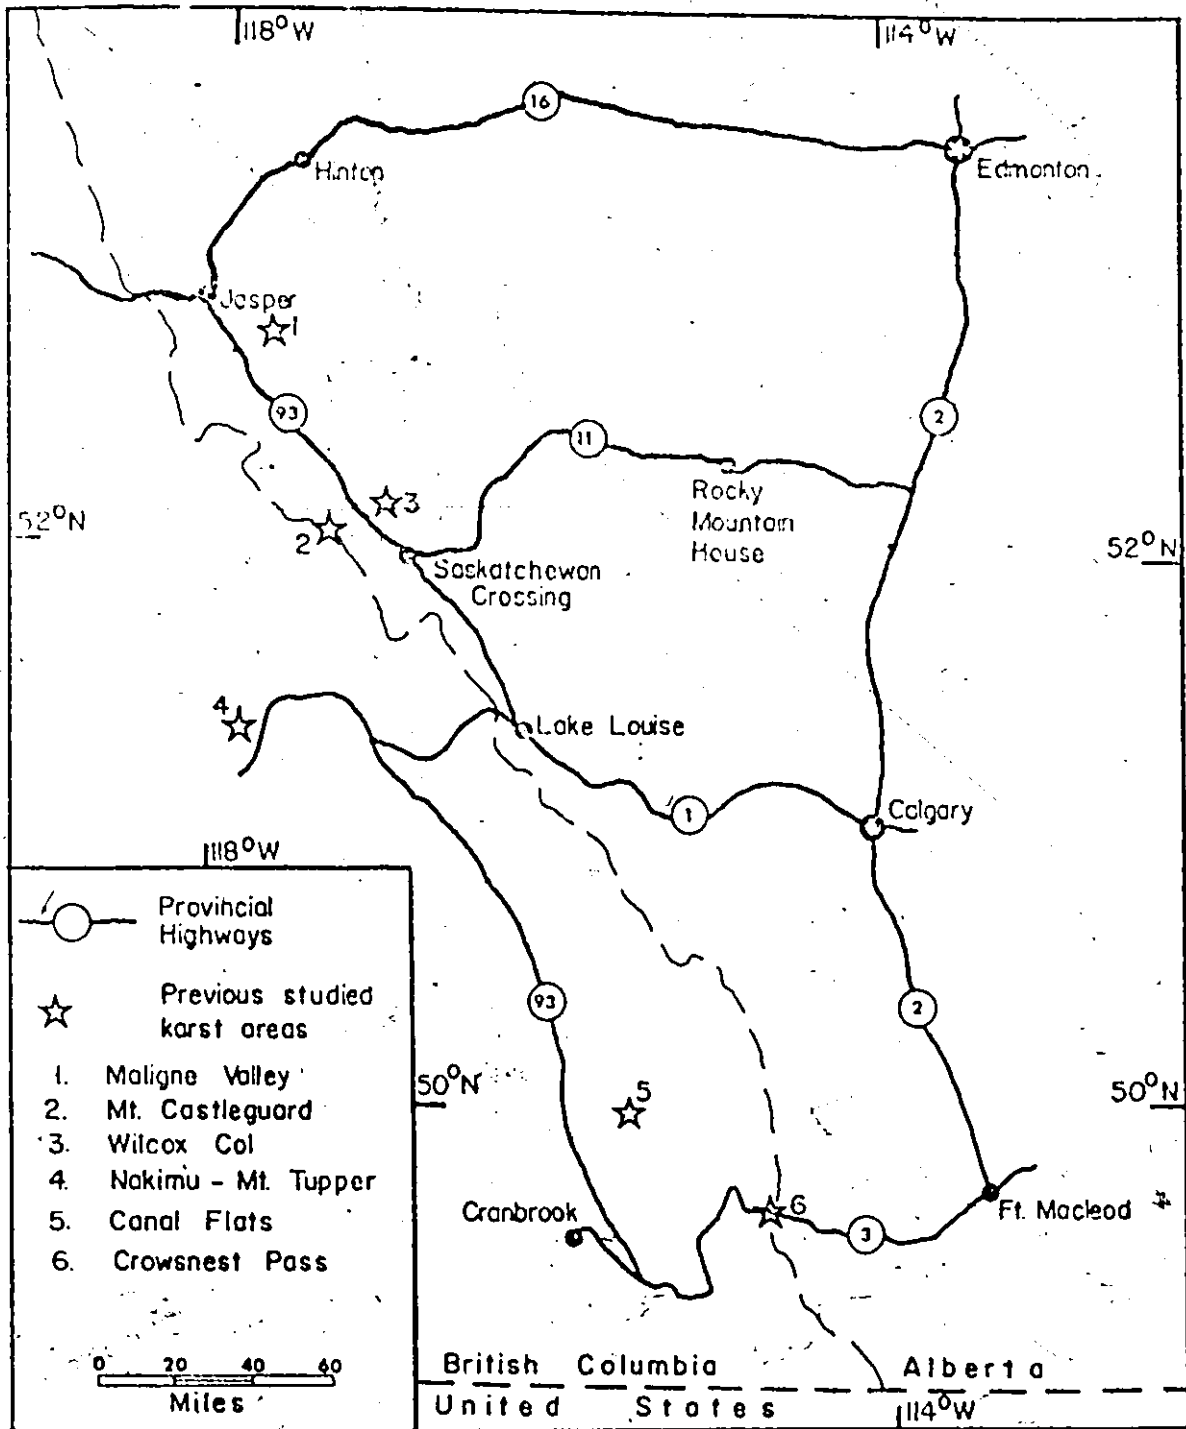 118°W
114°W
16
Hinton
Edmonton
Jasper
1
93
2
11
3
Rocky
Mountain
House
52°N
2
52°N
Saskatchewan
Crossing
4
Lake Louise
1
Calgary
118°W
Provincial
Highways
Previous studied
karst areas
93
2
1. Maligne Valley
2. Mt. Castleguard
3. Wilcox Col
4. Nakimu - Mt. Tupper
5. Canal Flats
6. Crowsnest Pass
50°N
5
50°N
Cranbrook
6
3
Ft. Macleod
0 20 40 60
Miles
British Columbia
Alberta
United States
114°W